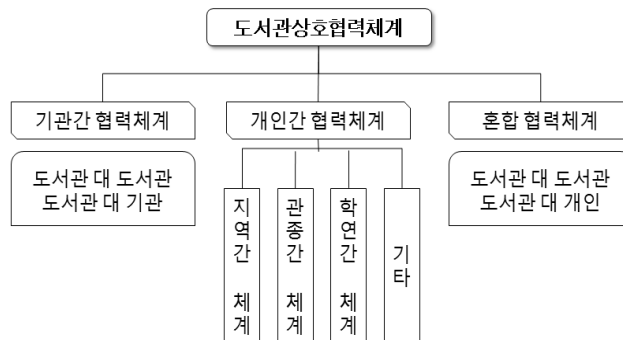 도서관상호협력체계
기관간 협력체계
개인간 협력체계
혼합 협력체계
도서관 대 도서관
도서관 대 기관
지역간 체계
관종간 체계
학연간 체계
기타
도서관 대 도서관
도서관 대 개인